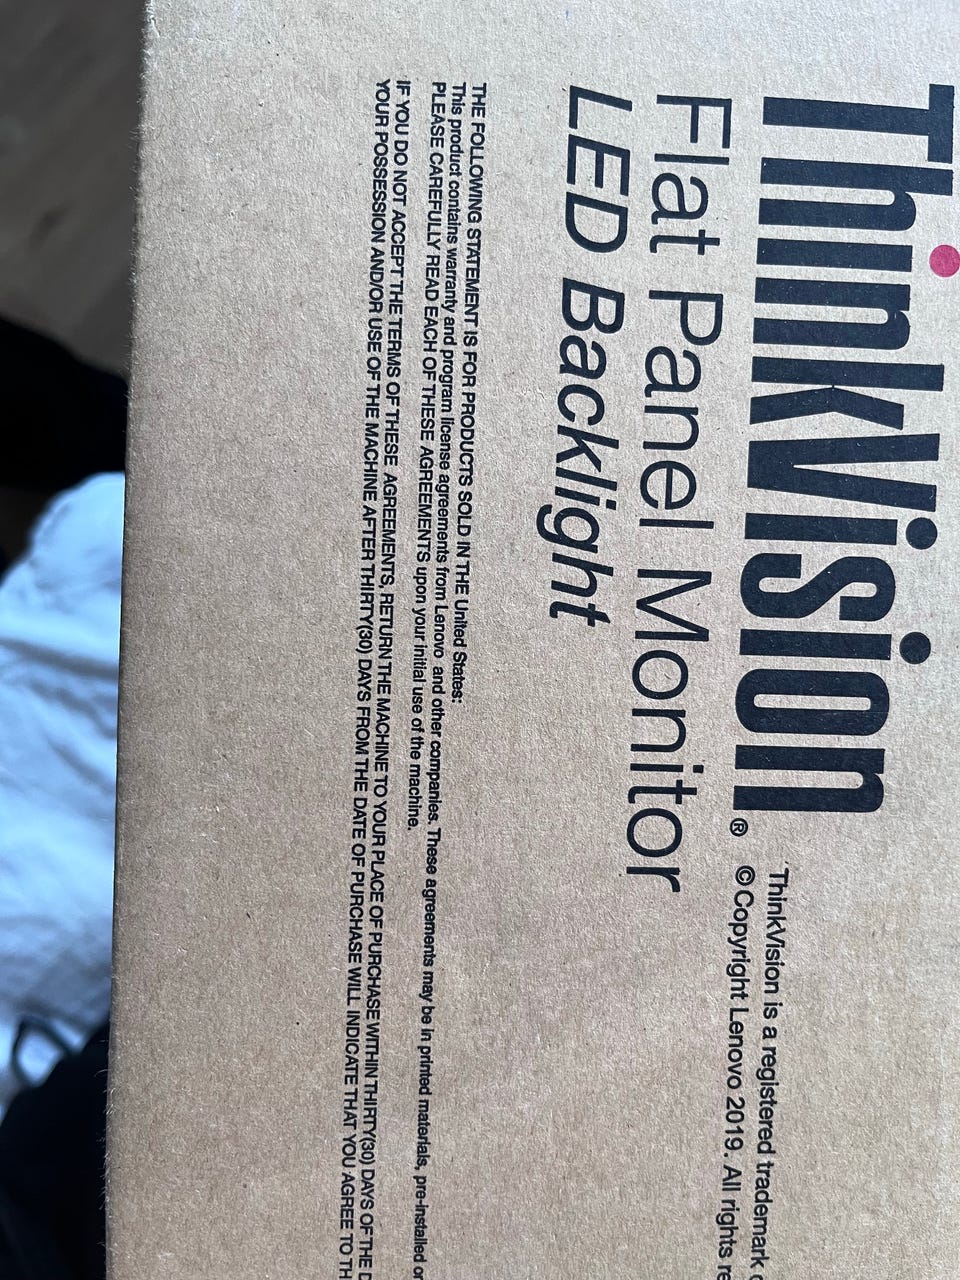 ThinkVision®
ThinkVision is a registered trademark
©Copyright Lenovo 2019. All rights
Flat Panel Monitor
LED Backlight
THE FOLLOWING STATEMENT IS FOR PRODUCTS SOLD IN THE United States:
This product contains warranty and program license agreements from Lenovo and other companies. These agreements may be in printed materials, pre-installed or
PLEASE CAREFULLY READ EACH OF THESE AGREEMENTS upon your initial use of the machine.
IF YOU DO NOT ACCEPT THE TERMS OF THESE AGREEMENTS, RETURN THE MACHINE TO YOUR PLACE OF PURCHASE WITHIN THIRTY(30) DAYS OF THE
YOUR POSSESSION AND/OR USE OF THE MACHINE AFTER THIRTY(30) DAYS FROM THE DATE OF PURCHASE WILL INDICATE THAT YOU AGREE TO